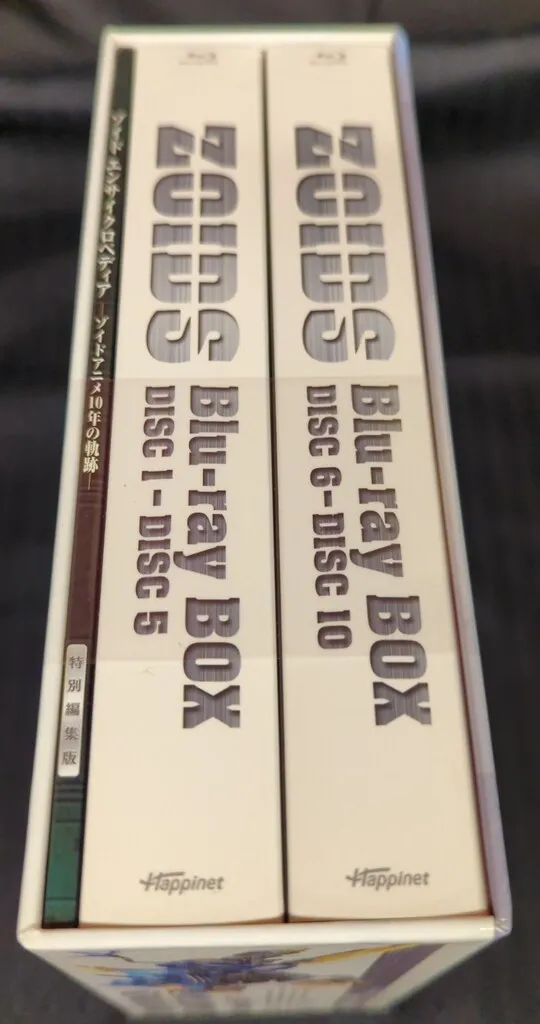 ゾイド エンサイクロペディア ―ゾイドアニメ10年の軌跡―
特別編集版
ZOIDS
Blu-ray BOX
DISC 1 - DISC 5
Happinet
ZOIDS
Blu-ray BOX
DISC 6 - DISC 10
Happinet